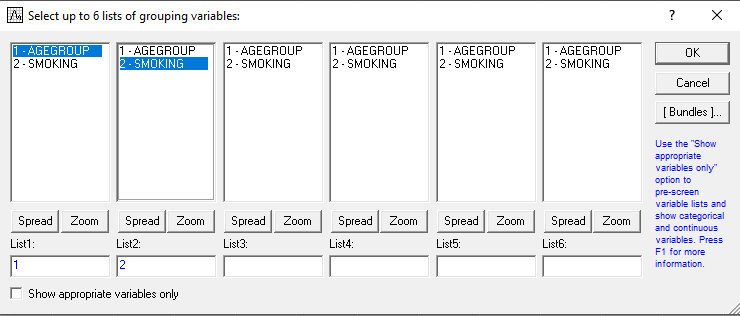 Select up to 6 lists of grouping variables:
? ×
1 - AGEGROUP 1 - AGEGROUP 1 - AGEGROUP 1 - AGEGROUP 1 - AGEGROUP 1 - AGEGROUP
2 - SMOKING 2 - SMOKING 2 - SMOKING 2 - SMOKING 2 - SMOKING 2 - SMOKING
OK
Cancel
[ Bundles ]...
Use the "Show
appropriate
variables only"
option to
pre-screen
variable lists and
show categorical
and continuous
variables. Press
F1 for more
information.
Spread Zoom Spread Zoom Spread Zoom Spread Zoom Spread Zoom Spread Zoom
List1: List2: List3: List4: List5: List6:
1 2
Show appropriate variables only